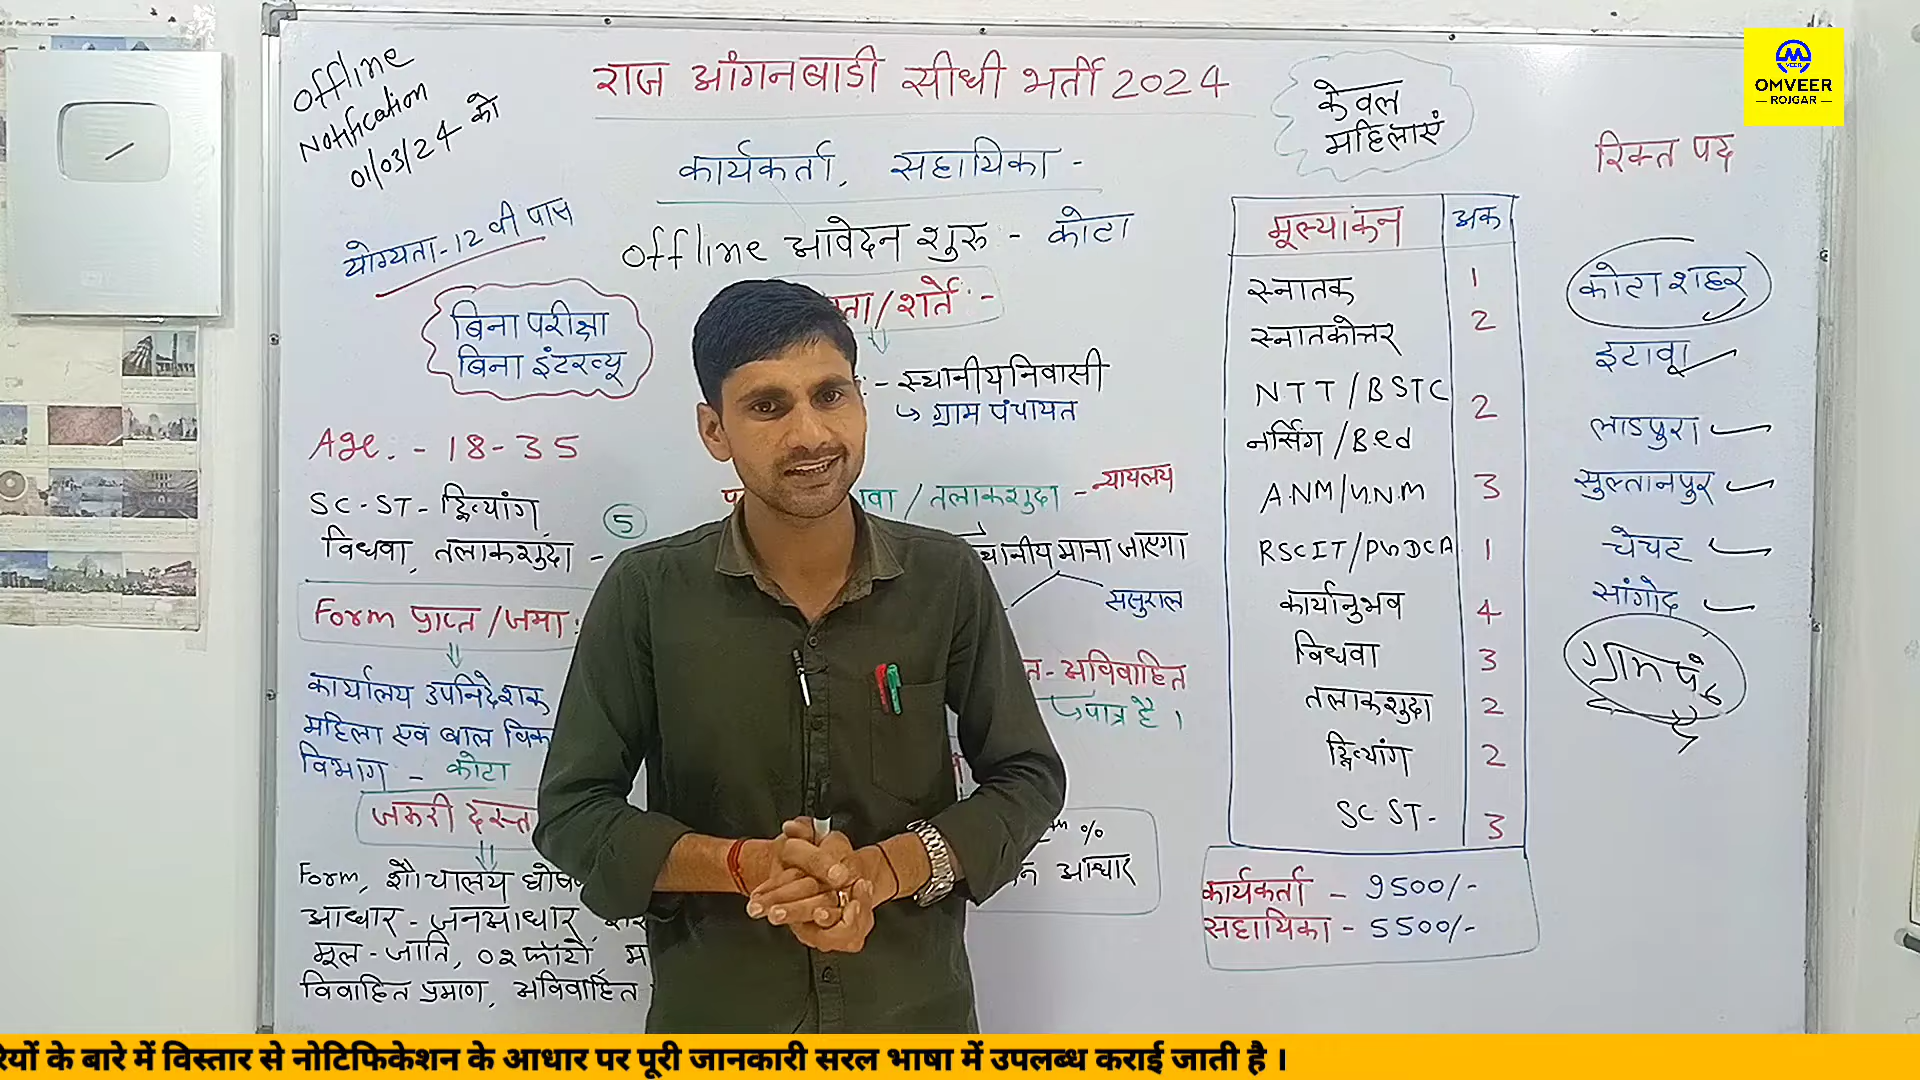 राज आंगनबाडी सीधी भर्ती 2024
Offline
Notification
01/03/24 को
केवल
महिलाएं
OMVEER
ROJGAR
कार्यकर्ता, सहायिका -
योग्यता-12 वी पास
Offline आवेदन शुरु - कोटा
बिना परीक्षा
बिना इंटरव्यू
/शर्ते :-
:- स्थानीय निवासी
↳ ग्राम पंचायत
Age. - 18-35
SC-ST- दिव्यांग
विधवा, तलाकशुदा -
5
/ तलाकशुदा - न्यायलय
माना जाएगा
ससुराल
Form प्राप्त /जमा:
कार्यालय उपनिदेशक
महिला एवं बाल
विभाग - कोटा
- अविवाहित
↳पात्र है ।
जरूरी
Form, शौचालय
आधार-जनआधार,
मूल-जाति, 02 फोटो
विवाहित प्रमाण, अविवाहित
%
आधार
मूल्यांकन अंक
स्नातक 1
स्नातकोत्तर 2
NTT/BSTC
नर्सिंग/B.ed 2
A.N.M/G.N.M 3
RSCIT/PGDCA 1
कार्यानुभव 4
विधवा 3
तलाकशुदा 2
दिव्यांग 2
SC ST- 3
कार्यकर्ता - 9500/-
सहायिका - 5500/-
रिक्त पद
कोटा शहर
इटावा
लाडपुरा
सुल्तानपुर
चेचट
सांगोद
ग्राम पं.
के बारे में विस्तार से नोटिफिकेशन के आधार पर पूरी जानकारी सरल भाषा में उपलब्ध कराई जाती है ।